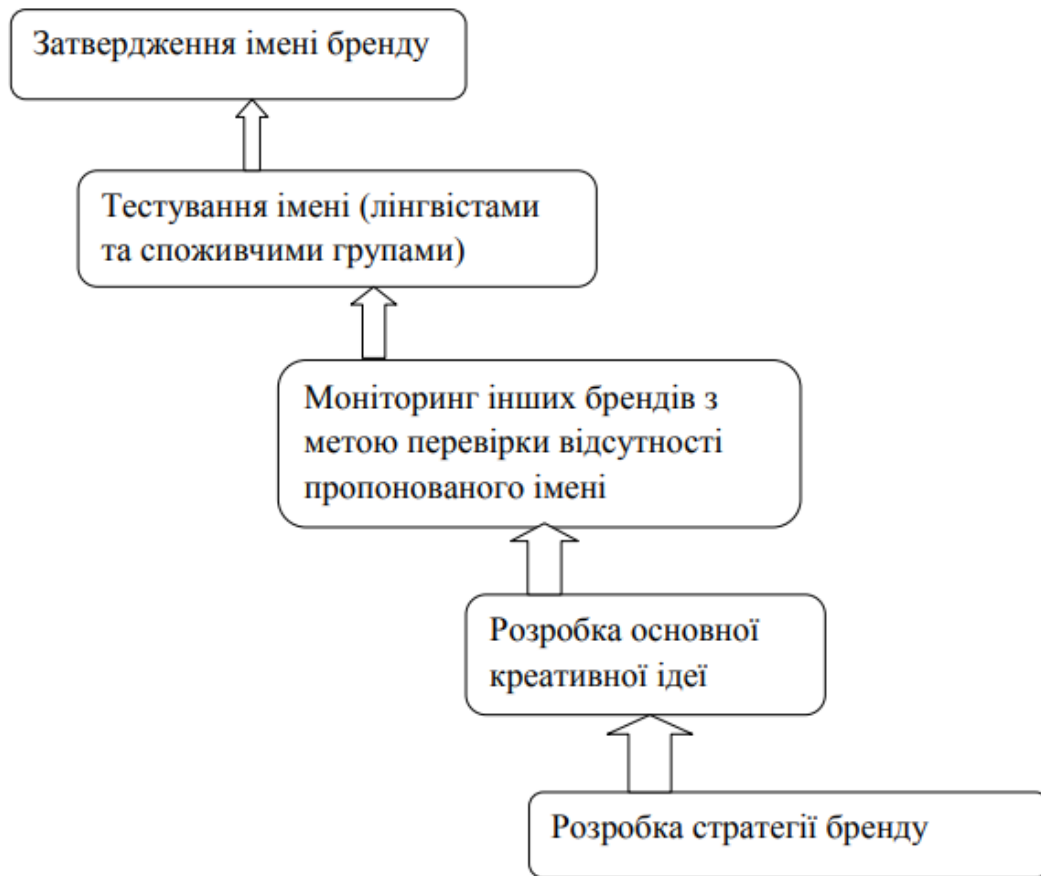 Затвердження імені бренду
Тестування імені (лінгвістами
та споживчими групами)
Моніторинг інших брендів з
метою перевірки відсутності
пропонованого імені
Розробка основної
креативної ідеї
Розробка стратегії бренду